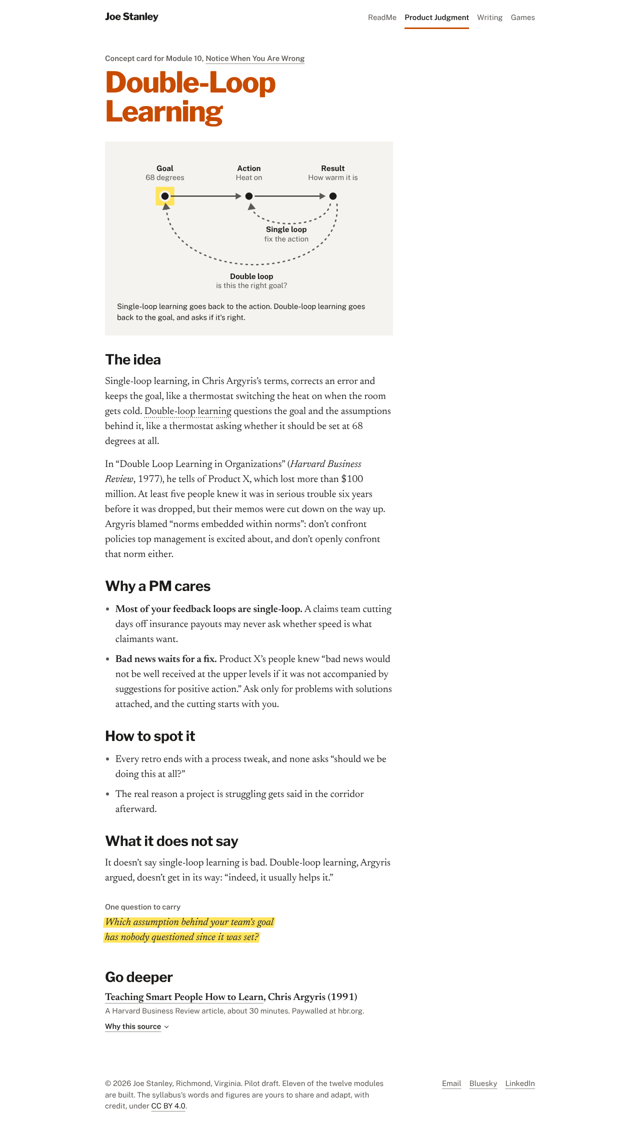 Joe Stanley
ReadMe Product Judgment Writing Games
Concept card for Module 10, Notice When You Are Wrong
Double-Loop
Learning
Goal
68 degrees
Action
Heat on
Result
How warm it is
Single loop
fix the action
Double loop
is this the right goal?
Single-loop learning goes back to the action. Double-loop learning goes
back to the goal, and asks if it’s right.
The idea
Single-loop learning, in Chris Argyris’s terms, corrects an error and
keeps the goal, like a thermostat switching the heat on when the room
gets cold. Double-loop learning questions the goal and the assumptions
behind it, like a thermostat asking whether it should be set at 68
degrees at all.
In “Double Loop Learning in Organizations” (Harvard Business
Review, 1977), he tells of Product X, which lost more than $100
million. At least five people knew it was in serious trouble six years
before it was dropped, but their memos were cut down on the way up.
Argyris blamed “norms embedded within norms”: don’t confront
policies top management is excited about, and don’t openly confront
that norm either.
Why a PM cares
• Most of your feedback loops are single-loop. A claims team cutting
days off insurance payouts may never ask whether speed is what
claimants want.
• Bad news waits for a fix. Product X’s people knew “bad news would
not be well received at the upper levels if it was not accompanied by
suggestions for positive action.” Ask only for problems with solutions
attached, and the cutting starts with you.
How to spot it
• Every retro ends with a process tweak, and none asks “should we be
doing this at all?”
• The real reason a project is struggling gets said in the corridor
afterward.
What it does not say
It doesn’t say single-loop learning is bad. Double-loop learning, Argyris
argued, doesn’t get in its way: “indeed, it usually helps it.”
One question to carry
Which assumption behind your team’s goal
has nobody questioned since it was set?
Go deeper
Teaching Smart People How to Learn, Chris Argyris (1991)
A Harvard Business Review article, about 30 minutes. Paywalled at hbr.org.
Why this source
© 2026 Joe Stanley, Richmond, Virginia. Pilot draft. Eleven of the twelve modules
are built. The syllabus’s words and figures are yours to share and adapt, with
credit, under CC BY 4.0.
Email Bluesky LinkedIn